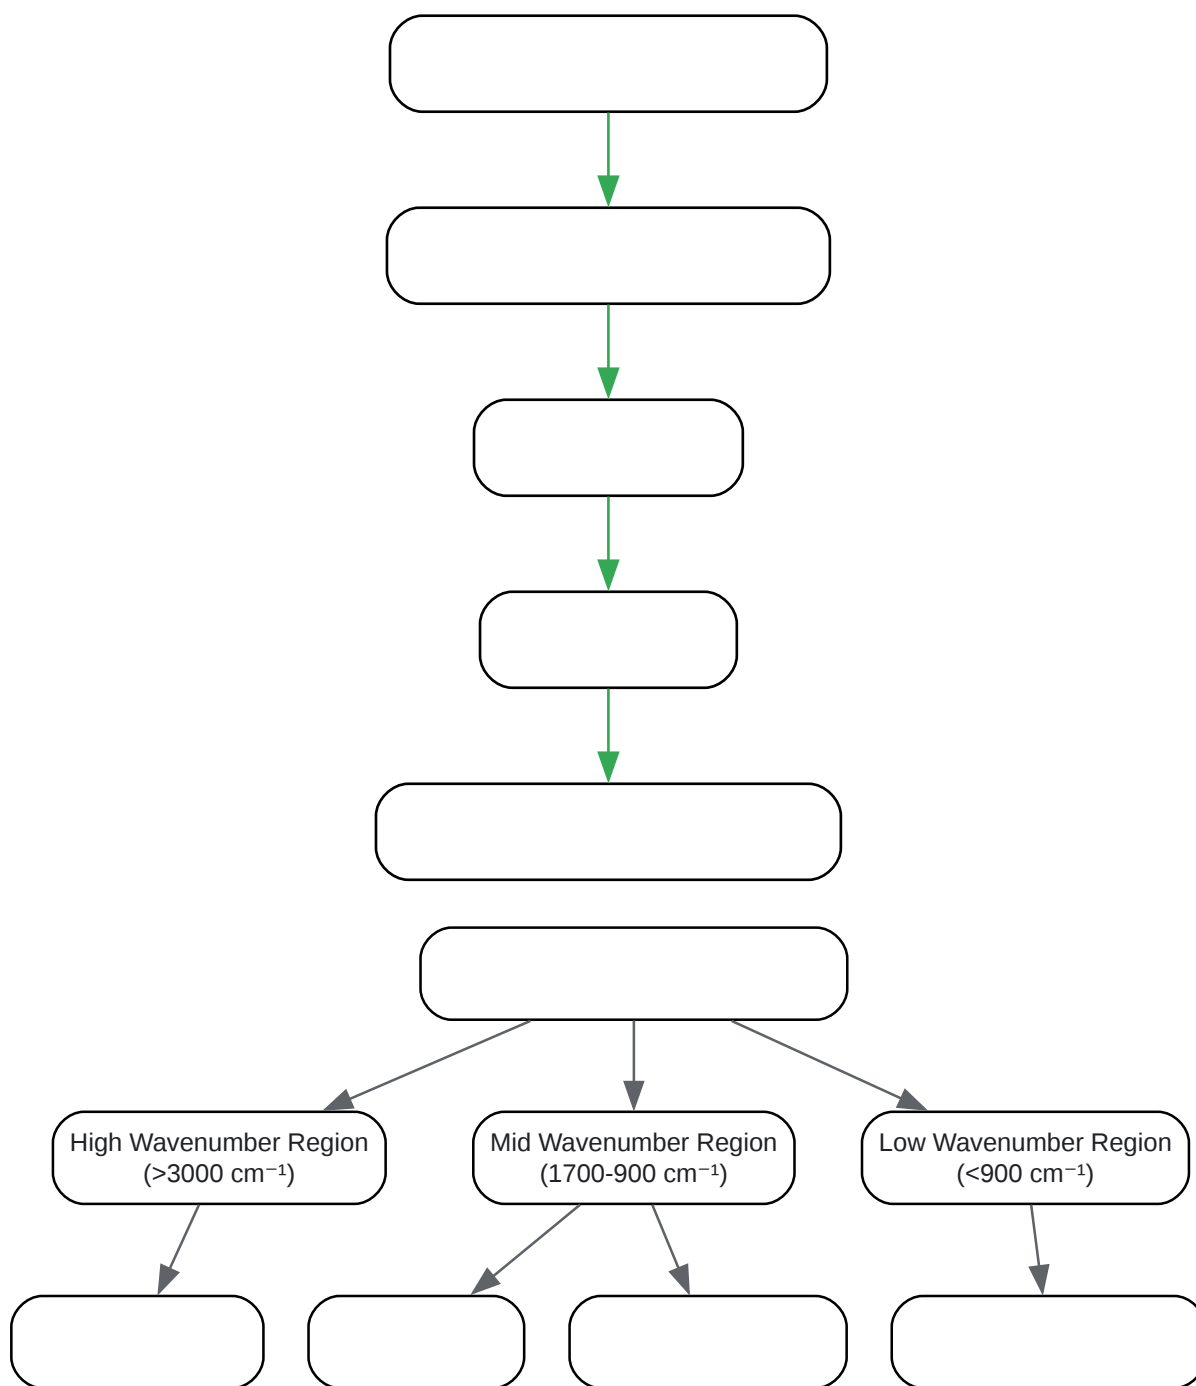 High Wavenumber Region
(>3000 cm⁻¹)
Mid Wavenumber Region
(1700-900 cm⁻¹)
Low Wavenumber Region
(<900 cm⁻¹)